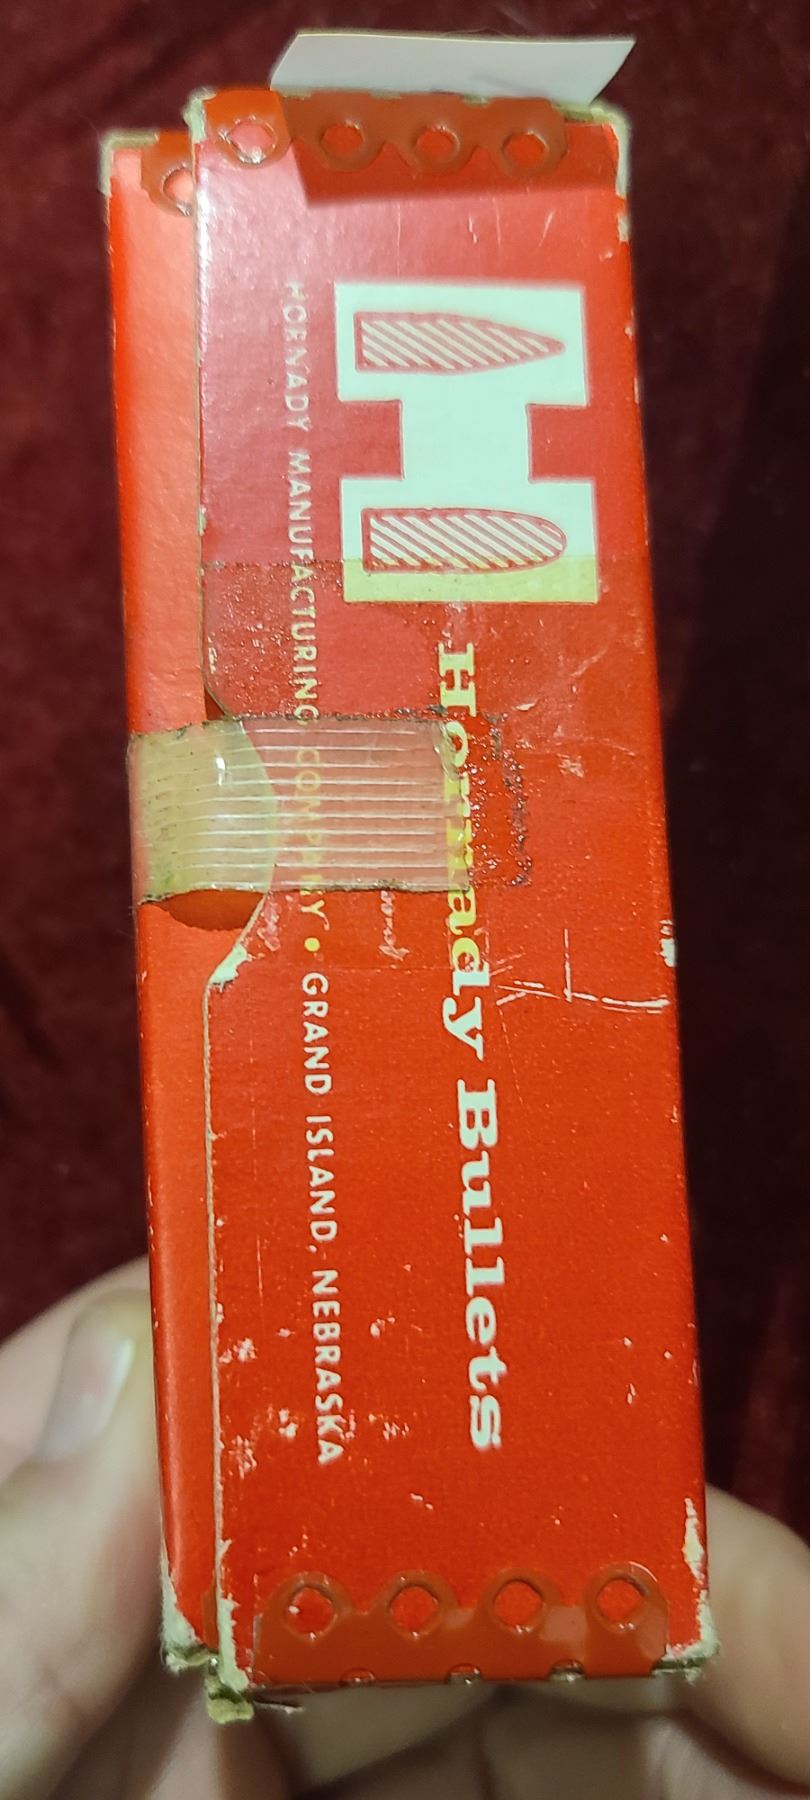 Hornady Bullets
HORNADY MANUFACTURING COMPANY • GRAND ISLAND, NEBRASKA